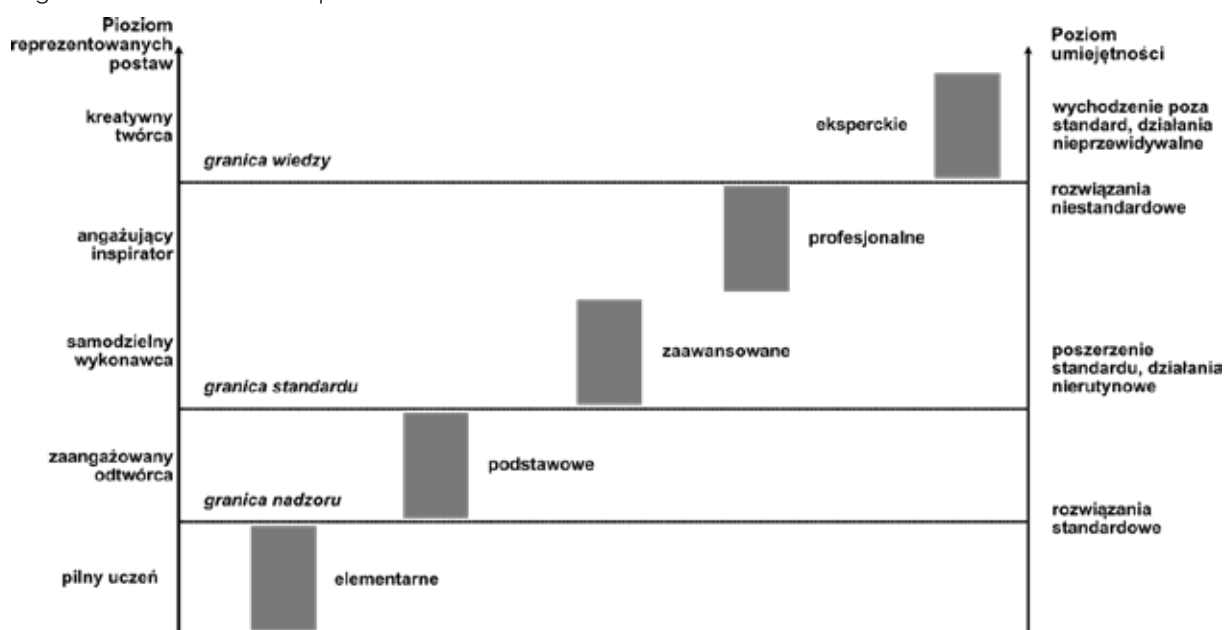 Pioziom
reprezentowanych
postaw
Poziom
umiejętności
kreatywny
twórca
eksperckie
wychodzenie poza
standard, działania
nieprzewidywalne
granica wiedzy
rozwiązania
niestandardowe
angażujący
inspirator
profesjonalne
samodzielny
wykonawca
zaawansowane
poszerzenie
standardu, działania
nierutynowe
granica standardu
zaangażowany
odtwórca
podstawowe
granica nadzoru
rozwiązania
standardowe
pilny uczeń
elementarne